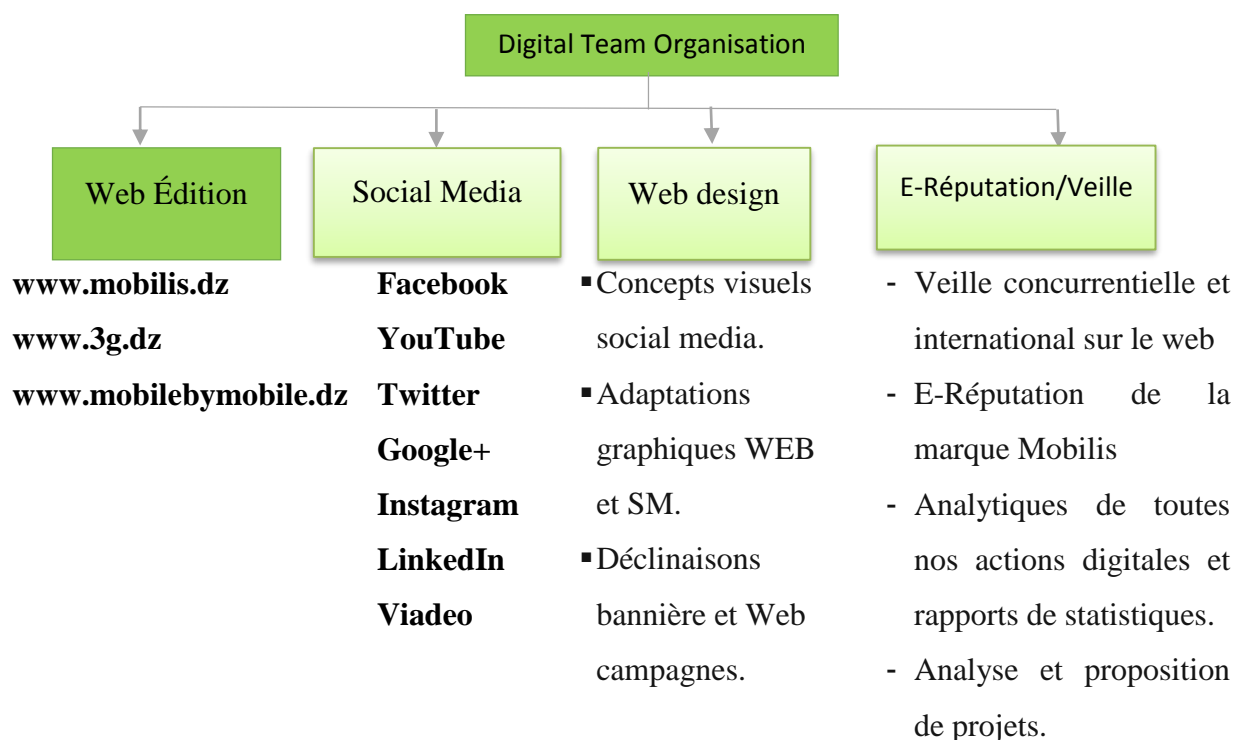 Digital Team Organisation
Web Édition
Social Media
Web design
E-Réputation/Veille
www.mobilis.dz
www.3g.dz
www.mobilebymobile.dz
Facebook
YouTube
Twitter
Google+
Instagram
LinkedIn
Viadeo
▪Concepts visuels
social media.
▪Adaptations
graphiques WEB
et SM.
▪Déclinaisons
bannière et Web
campagnes.
- Veille concurrentielle et
international sur le web
- E-Réputation de la
marque Mobilis
- Analytiques de toutes
nos actions digitales et
rapports de statistiques.
- Analyse et proposition
de projets.